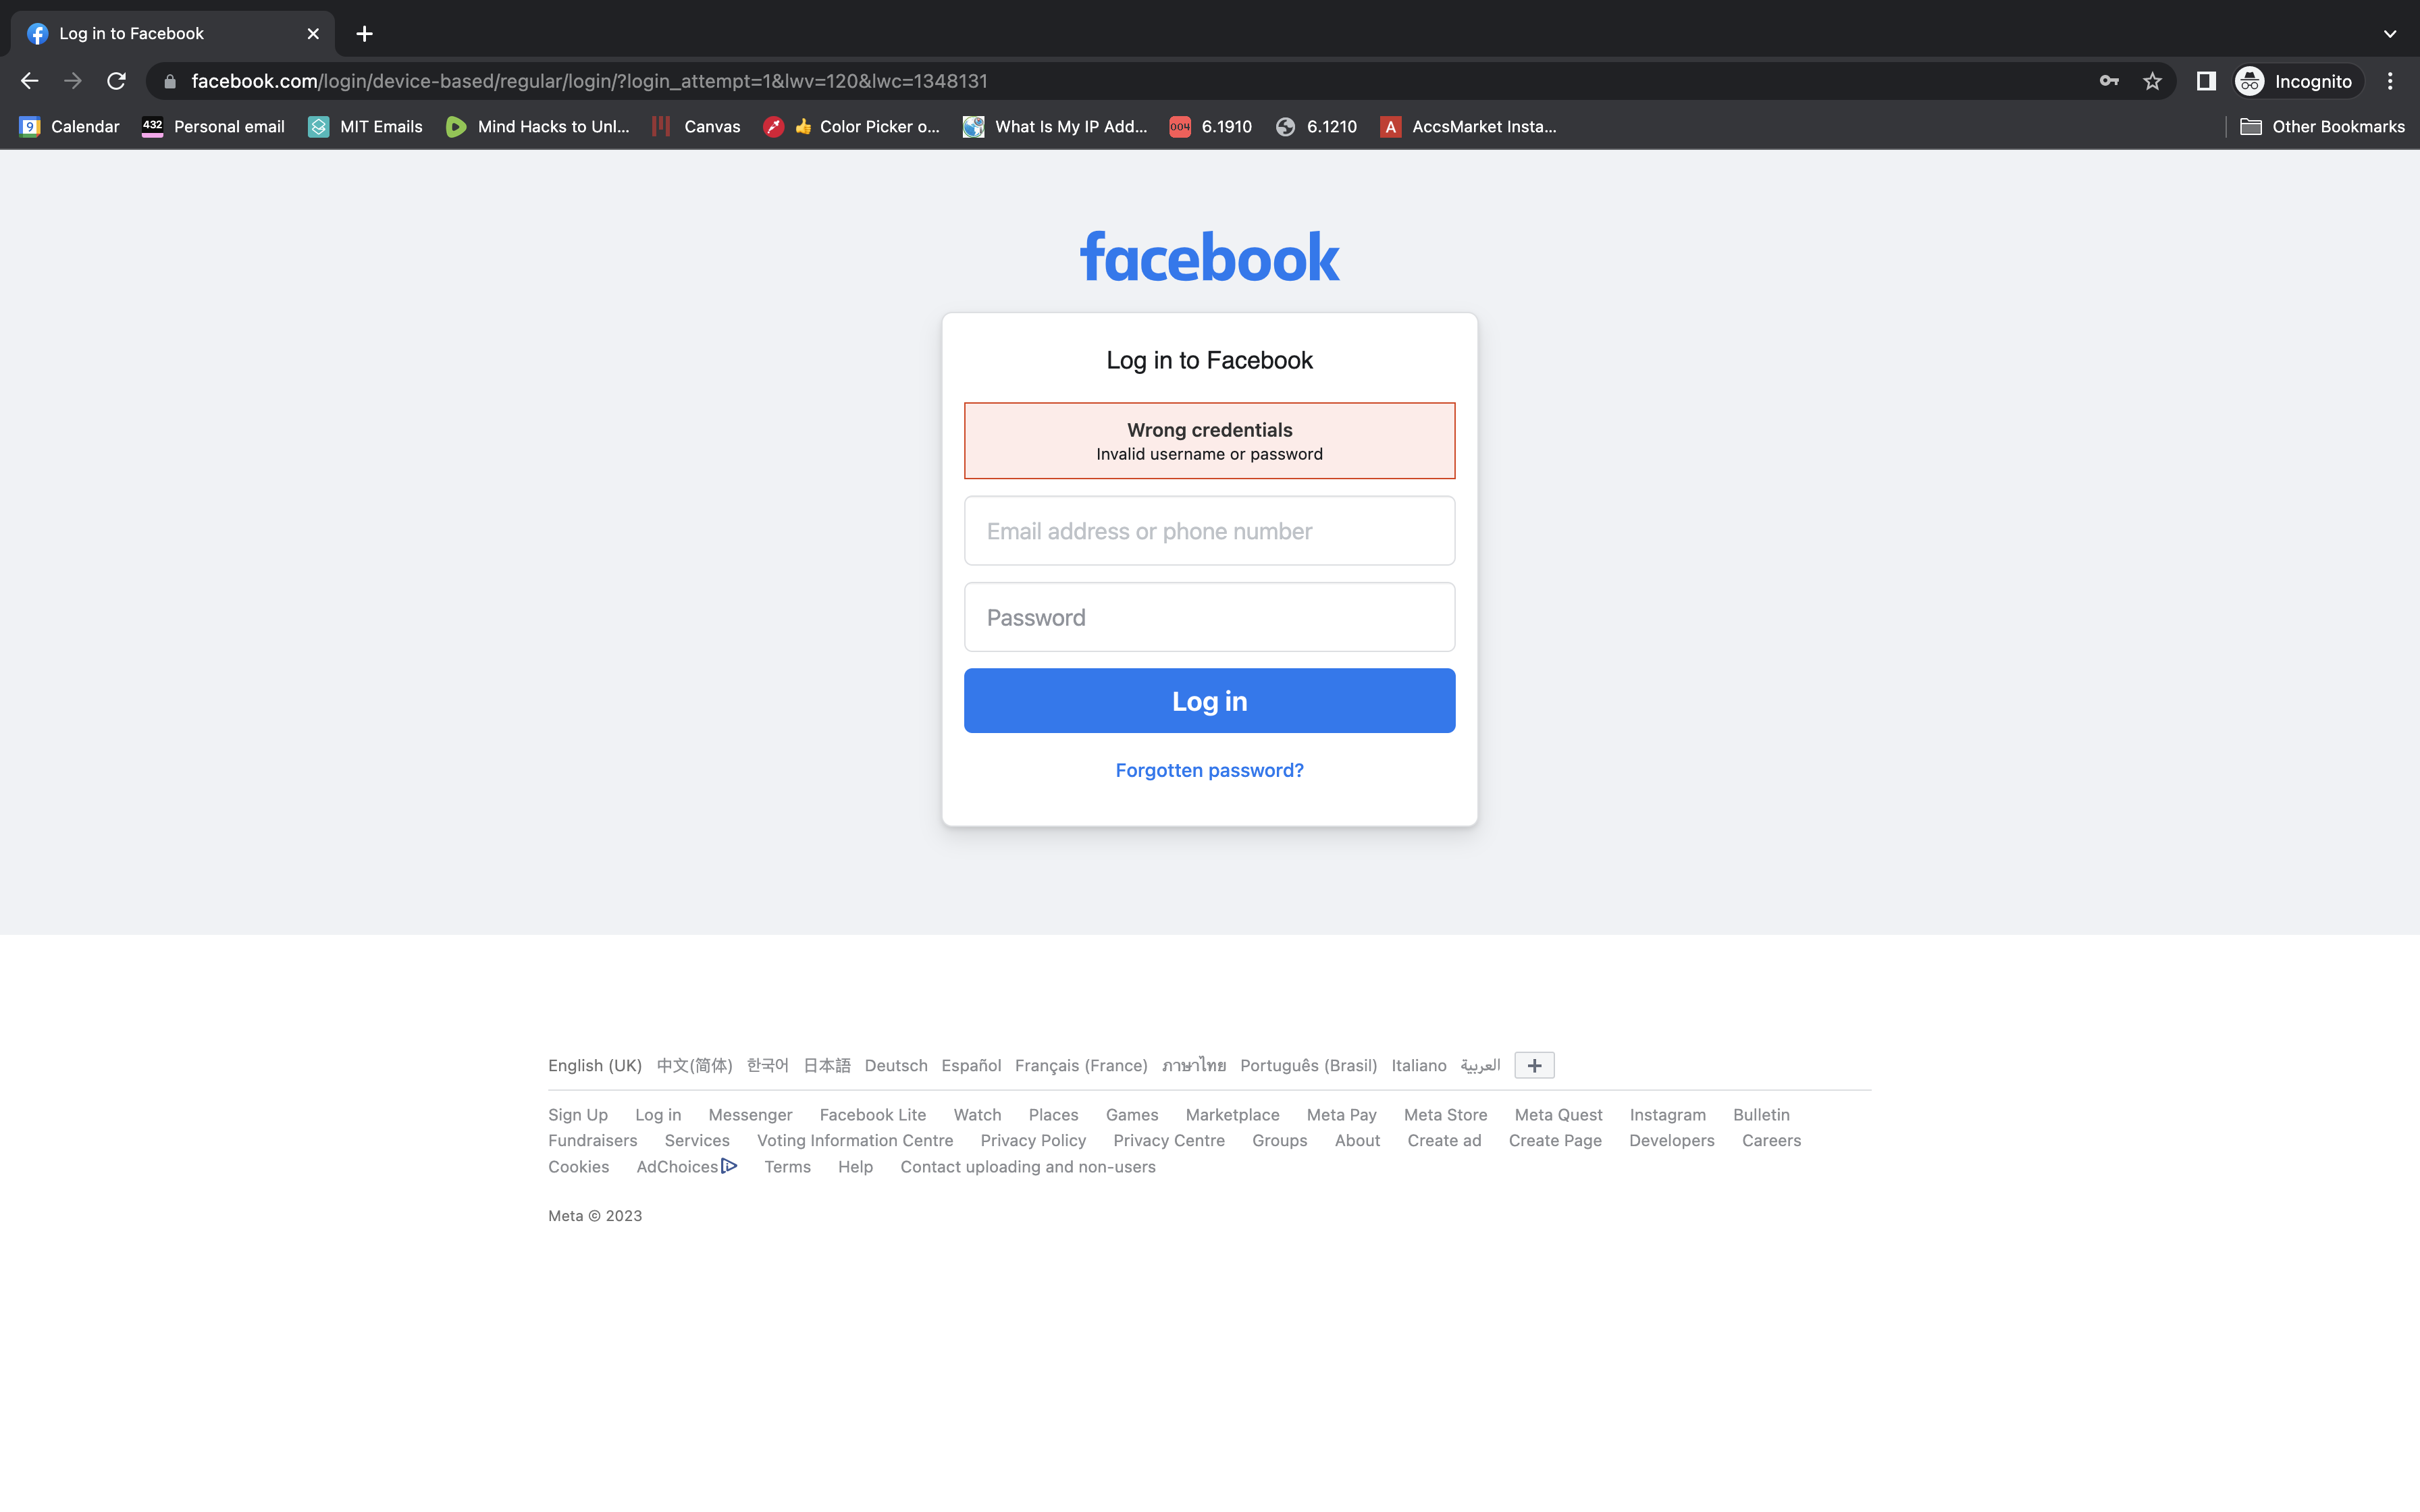 Log in to Facebook
facebook.com/login/device-based/regular/login/?login_attempt=1&lwv=120&lwc=1348131
Incognito
9 Calendar 432 Personal email MIT Emails Mind Hacks to Unl... Canvas 👍 Color Picker o... What Is My IP Add... 004 6.1910 6.1210 A AccsMarket Insta... Other Bookmarks
facebook
Log in to Facebook
Wrong credentials
Invalid username or password
Email address or phone number
Password
Log in
Forgotten password?
English (UK) 中文(简体) 한국어 日本語 Deutsch Español Français (France) ภาษาไทย Português (Brasil) Italiano العربية +
Sign Up Log in Messenger Facebook Lite Watch Places Games Marketplace Meta Pay Meta Store Meta Quest Instagram Bulletin
Fundraisers Services Voting Information Centre Privacy Policy Privacy Centre Groups About Create ad Create Page Developers Careers
Cookies AdChoices Terms Help Contact uploading and non-users
Meta © 2023